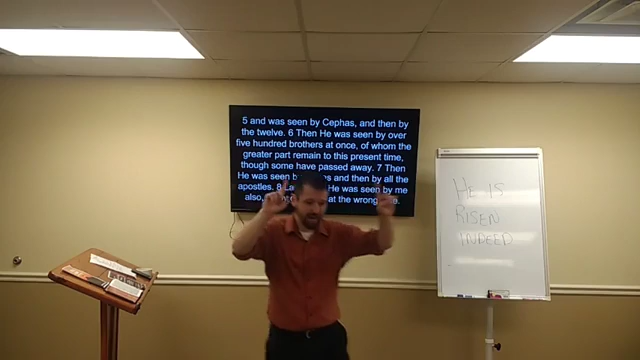 5 and was seen by Cephas, and then by
the twelve. 6 Then He was seen by over
five hundred brothers at once, of whom the
greater part remain to this present time,
though some have passed away. 7 Then
He was seen and then by all the
apostles. 8 He was seen by me
also, at the wrong
HE IS
RISEN
INDEED